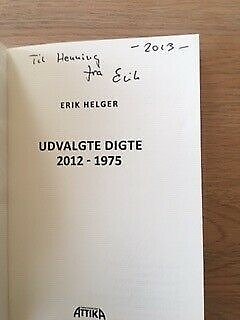 - 2013 -
Til Henning
fra Erik
ERIK HELGER
UDVALGTE DIGTE
2012 - 1975
ATTIKA